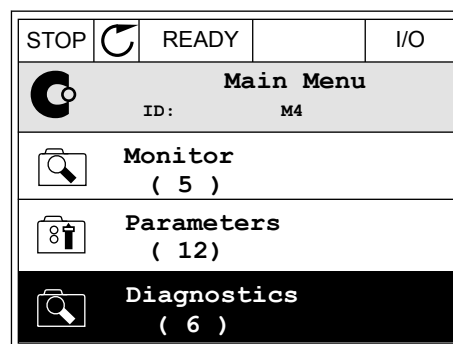 STOP READY I/O
Main Menu
ID: M4
Monitor
( 5 )
Parameters
( 12)
Diagnostics
( 6 )